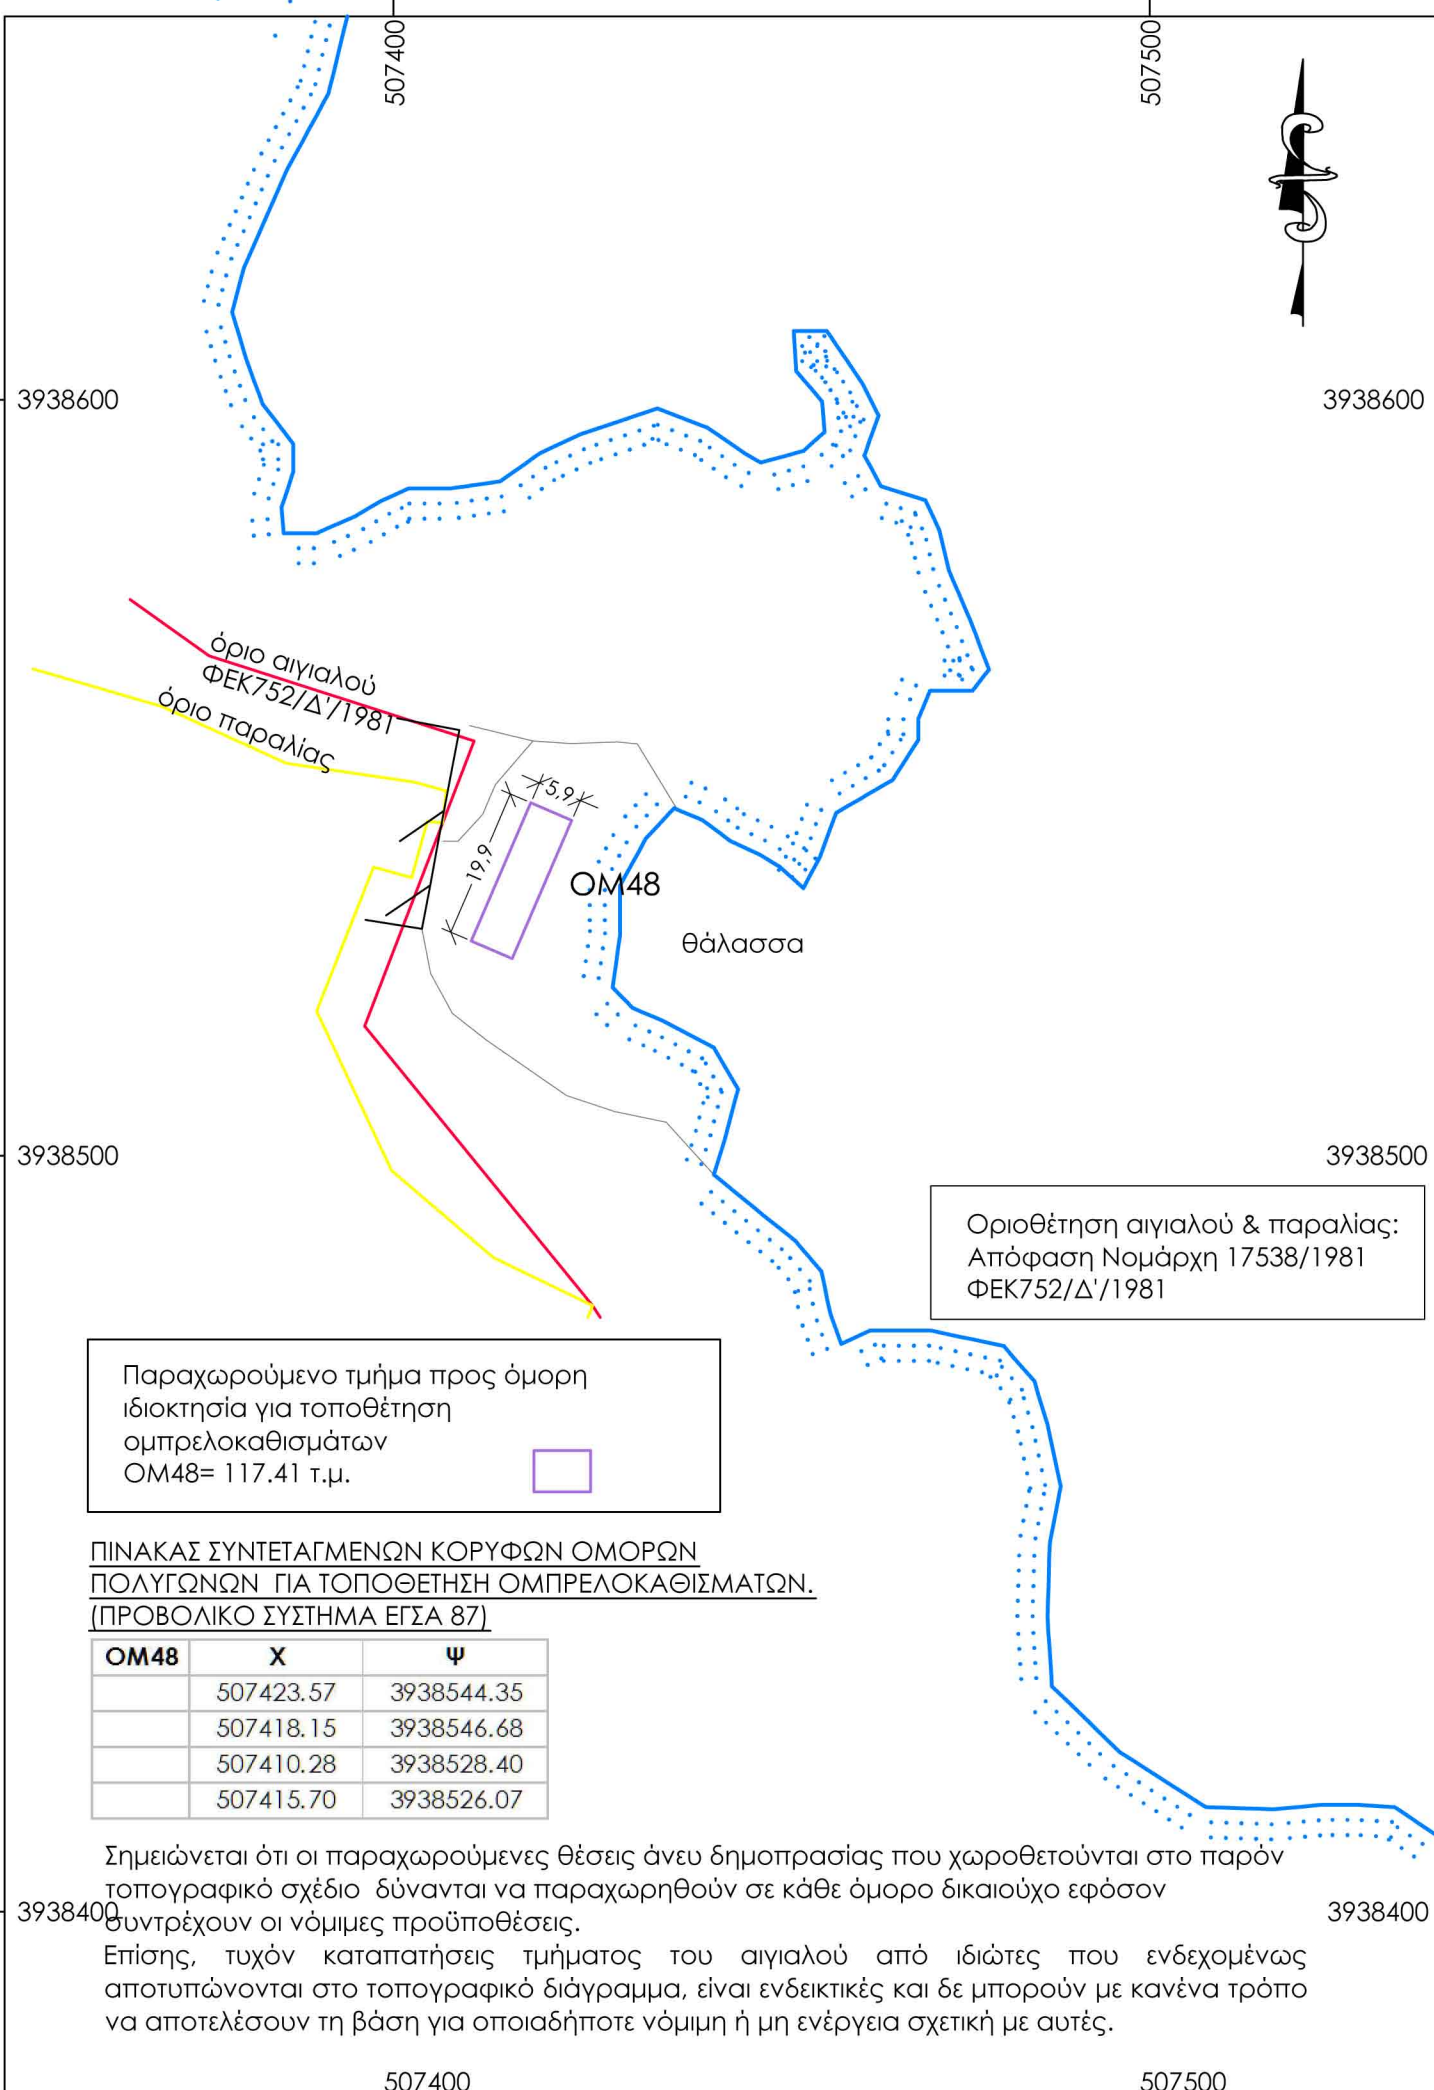 507400
507500
3938600
3938600
όριο αιγιαλού
ΦΕΚ752/Δ'/1981
όριο παραλίας
5,9
19,9
ΟΜ48
θάλασσα
3938500
3938500
Οριοθέτηση αιγιαλού & παραλίας:
Απόφαση Νομάρχη 17538/1981
ΦΕΚ752/Δ'/1981
Παραχωρούμενο τμήμα προς όμορη
ιδιοκτησία για τοποθέτηση
ομπρελοκαθισμάτων
ΟΜ48= 117.41 τ.μ.
ΠΙΝΑΚΑΣ ΣΥΝΤΕΤΑΓΜΕΝΩΝ ΚΟΡΥΦΩΝ ΟΜΟΡΩΝ
ΠΟΛΥΓΩΝΩΝ ΓΙΑ ΤΟΠΟΘΕΤΗΣΗ ΟΜΠΡΕΛΟΚΑΘΙΣΜΑΤΩΝ.
(ΠΡΟΒΟΛΙΚΟ ΣΥΣΤΗΜΑ ΕΓΣΑ 87)
ΟΜ48 Χ Ψ
507423.57 3938544.35
507418.15 3938546.68
507410.28 3938528.40
507415.70 3938526.07
Σημειώνεται ότι οι παραχωρούμενες θέσεις άνευ δημοπρασίας που χωροθετούνται στο παρόν
τοπογραφικό σχέδιο δύνανται να παραχωρηθούν σε κάθε όμορο δικαιούχο εφόσον
3938400
συντρέχουν οι νόμιμες προϋποθέσεις.
3938400
Επίσης, τυχόν καταπατήσεις τμήματος του αιγιαλού από ιδιώτες που ενδεχομένως
αποτυπώνονται στο τοπογραφικό διάγραμμα, είναι ενδεικτικές και δε μπορούν με κανένα τρόπο
να αποτελέσουν τη βάση για οποιαδήποτε νόμιμη ή μη ενέργεια σχετική με αυτές.
507400
507500